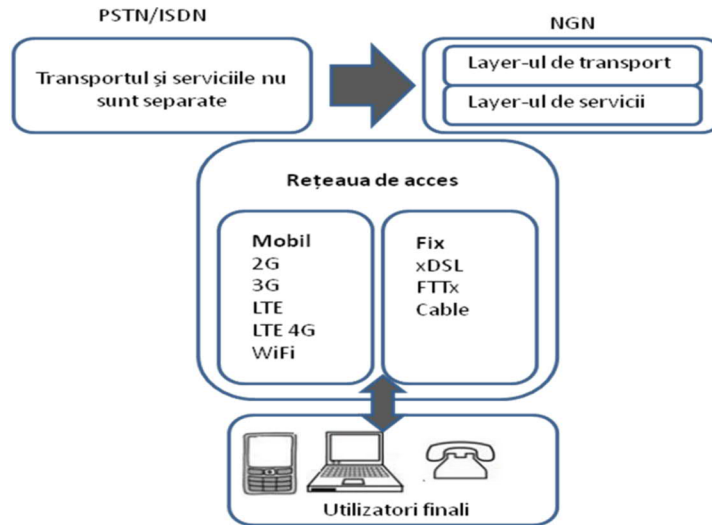 PSTN/ISDN
NGN
Transportul și serviciile nu
sunt separate
Layer-ul de transport
Layer-ul de servicii
Rețeaua de acces
Mobil
2G
3G
LTE
LTE 4G
WiFi
Fix
xDSL
FTTx
Cable
Utilizatori finali